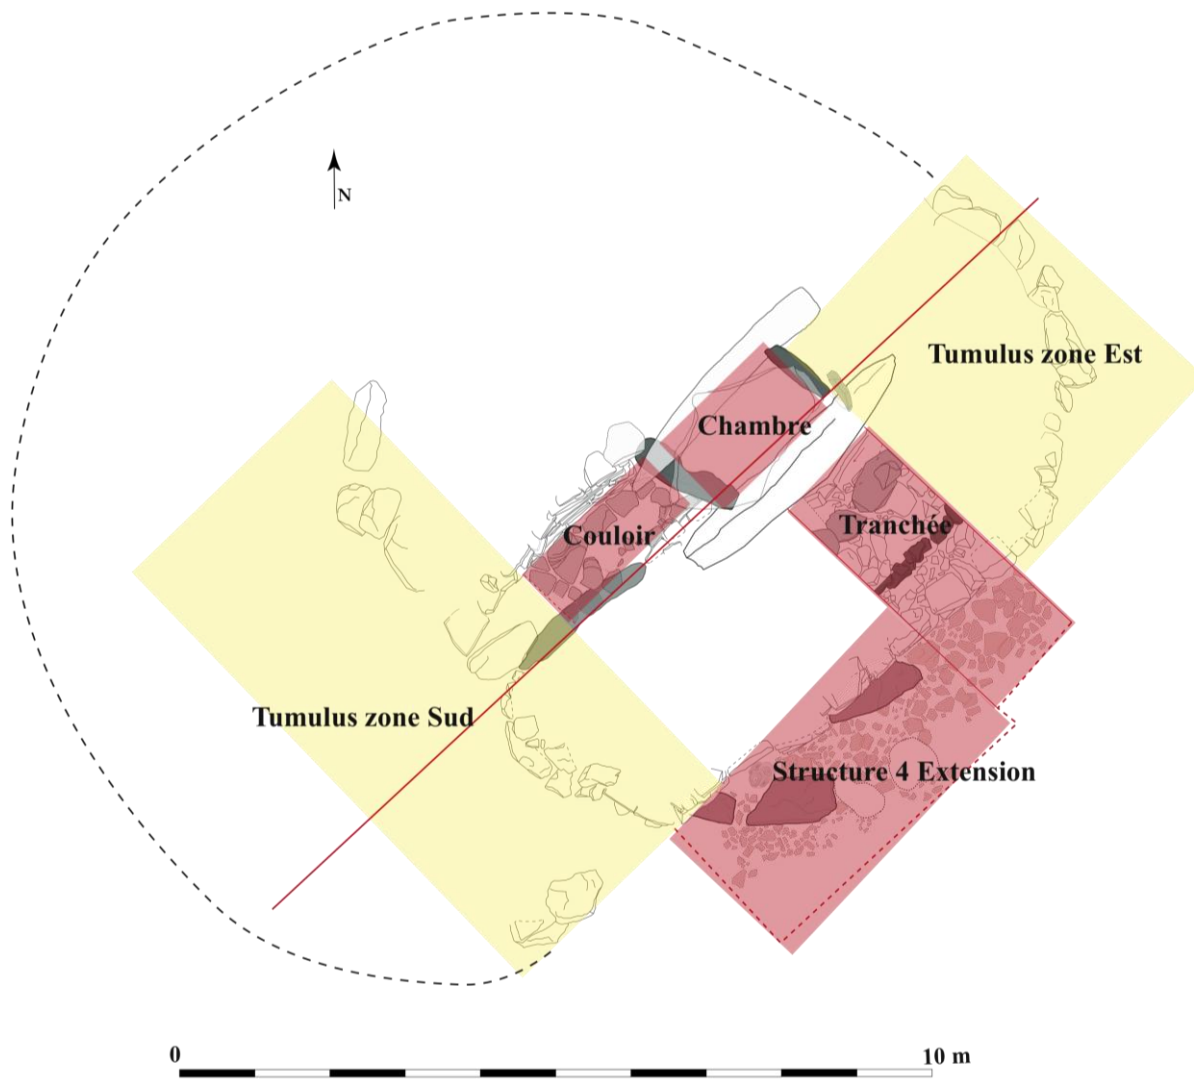 N
Tumulus zone Est
Chambre
Tranchée
Couloir
Tumulus zone Sud
Structure 4 Extension
0 10 m